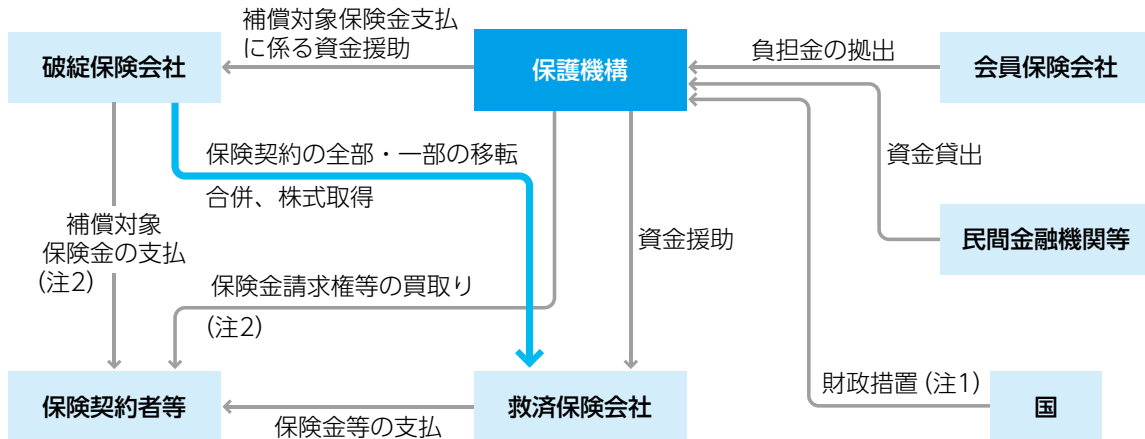 補償対象保険金支払
に係る資金援助
破綻保険会社
保護機構
負担金の拠出
会員保険会社
保険契約の全部・一部の移転
合併、株式取得
資金貸出
補償対象
保険金の支払
(注2)
資金援助
民間金融機関等
保険金請求権等の買取り
(注2)
保険契約者等
保険金等の支払
救済保険会社
財政措置 (注1)
国